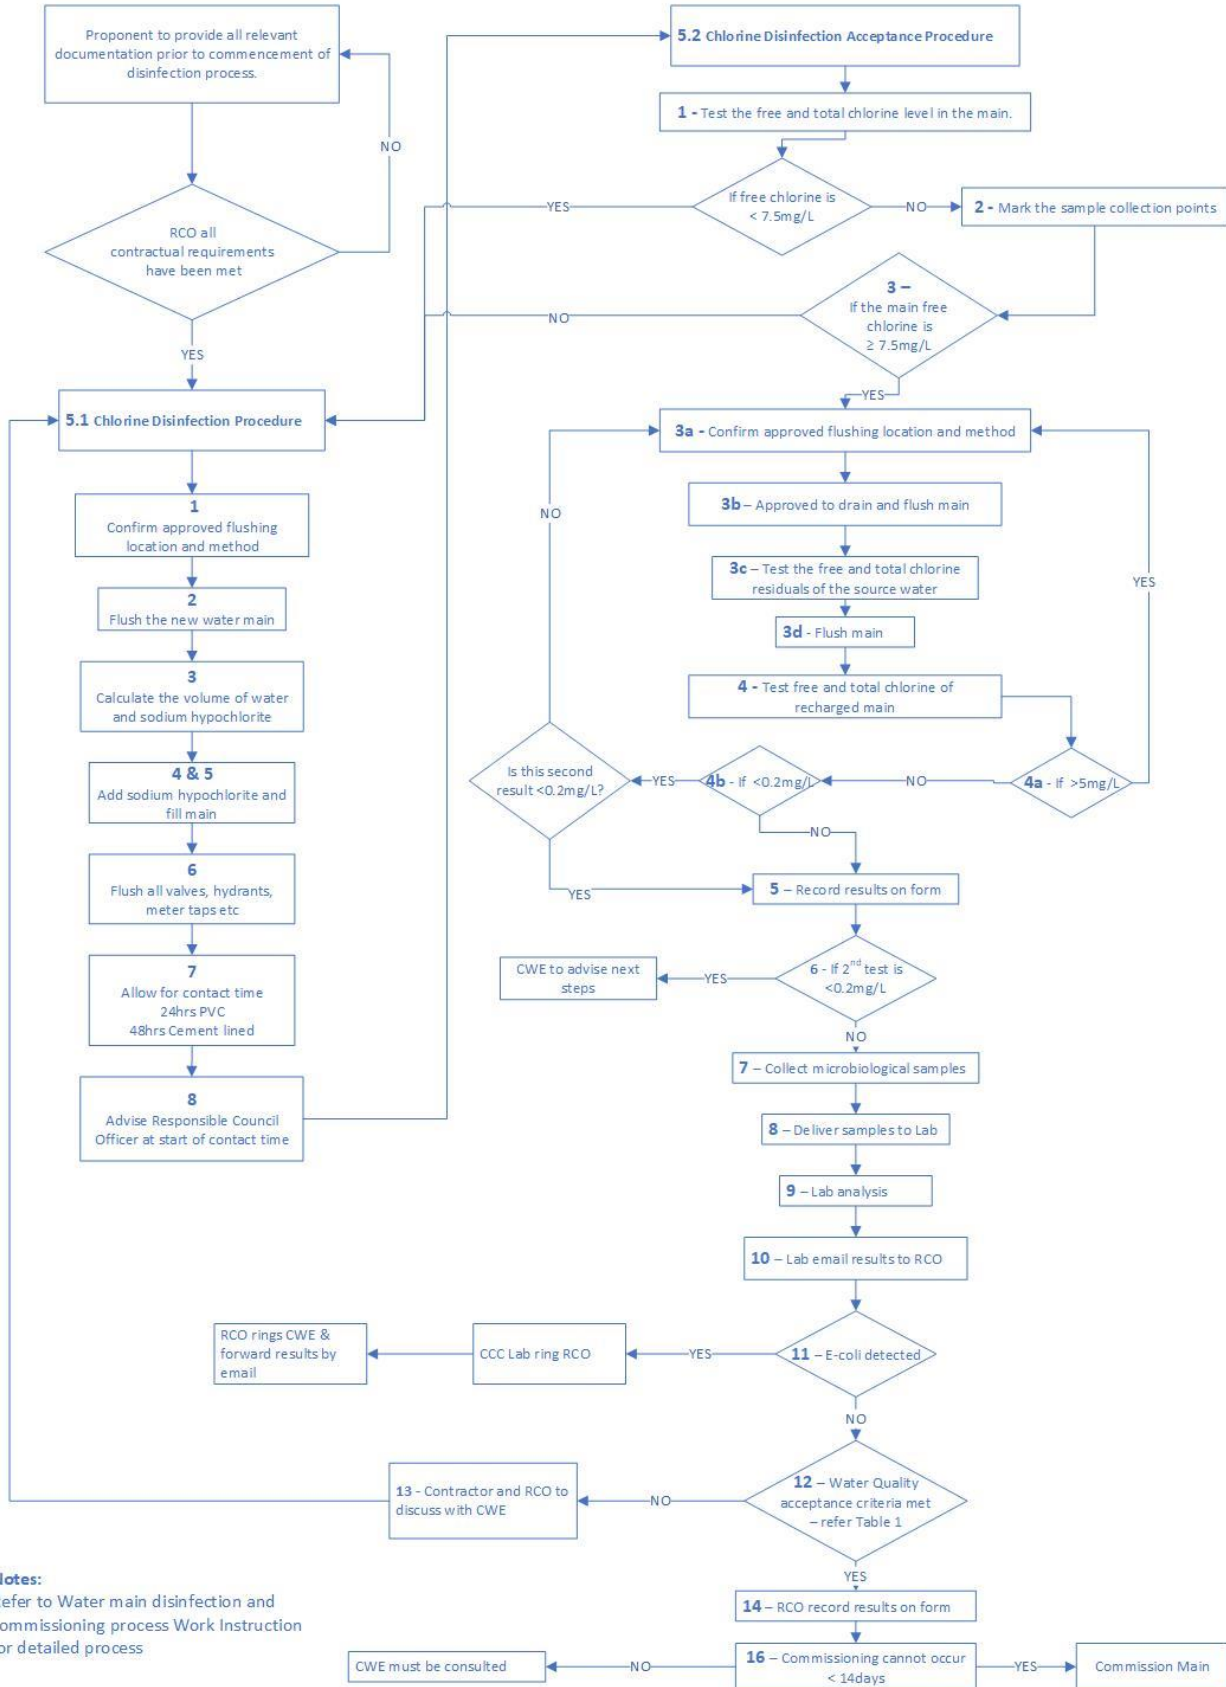 Proponent to provide all relevant
documentation prior to commencement of
disinfection process.
NO
RCO all
contractual requirements
have been met
YES
5.1 Chlorine Disinfection Procedure
1
Confirm approved flushing
location and method
2
Flush the new water main
3
Calculate the volume of water
and sodium hypochlorite
4 & 5
Add sodium hypochlorite and
fill main
6
Flush all valves, hydrants,
meter taps etc
7
Allow for contact time
24hrs PVC
48hrs Cement lined
8
Advise Responsible Council
Officer at start of contact time
5.2 Chlorine Disinfection Acceptance Procedure
1 - Test the free and total chlorine level in the main.
If free chlorine is
< 7.5mg/L
YES
NO
2 - Mark the sample collection points
3 –
If the main free
chlorine is
≥ 7.5mg/L
NO
YES
3a - Confirm approved flushing location and method
3b – Approved to drain and flush main
3c – Test the free and total chlorine
residuals of the source water
3d - Flush main
4 - Test free and total chlorine of
recharged main
4a - If >5mg/L
YES
NO
4b - If <0.2mg/L
YES
NO
Is this second
result <0.2mg/L?
NO
YES
5 – Record results on form
6 - If 2nd test is
<0.2mg/L
YES
CWE to advise next
steps
NO
7 – Collect microbiological samples
8 – Deliver samples to Lab
9 – Lab analysis
10 – Lab email results to RCO
11 – E-coli detected
YES
CCC Lab ring RCO
RCO rings CWE &
forward results by
email
NO
12 – Water Quality
acceptance criteria met
– refer Table 1
NO
13 - Contractor and RCO to
discuss with CWE
YES
14 – RCO record results on form
16 – Commissioning cannot occur
< 14days
NO
CWE must be consulted
YES
Commission Main
otes:
efer to Water main disinfection and
ommissioning process Work Instruction
or detailed process